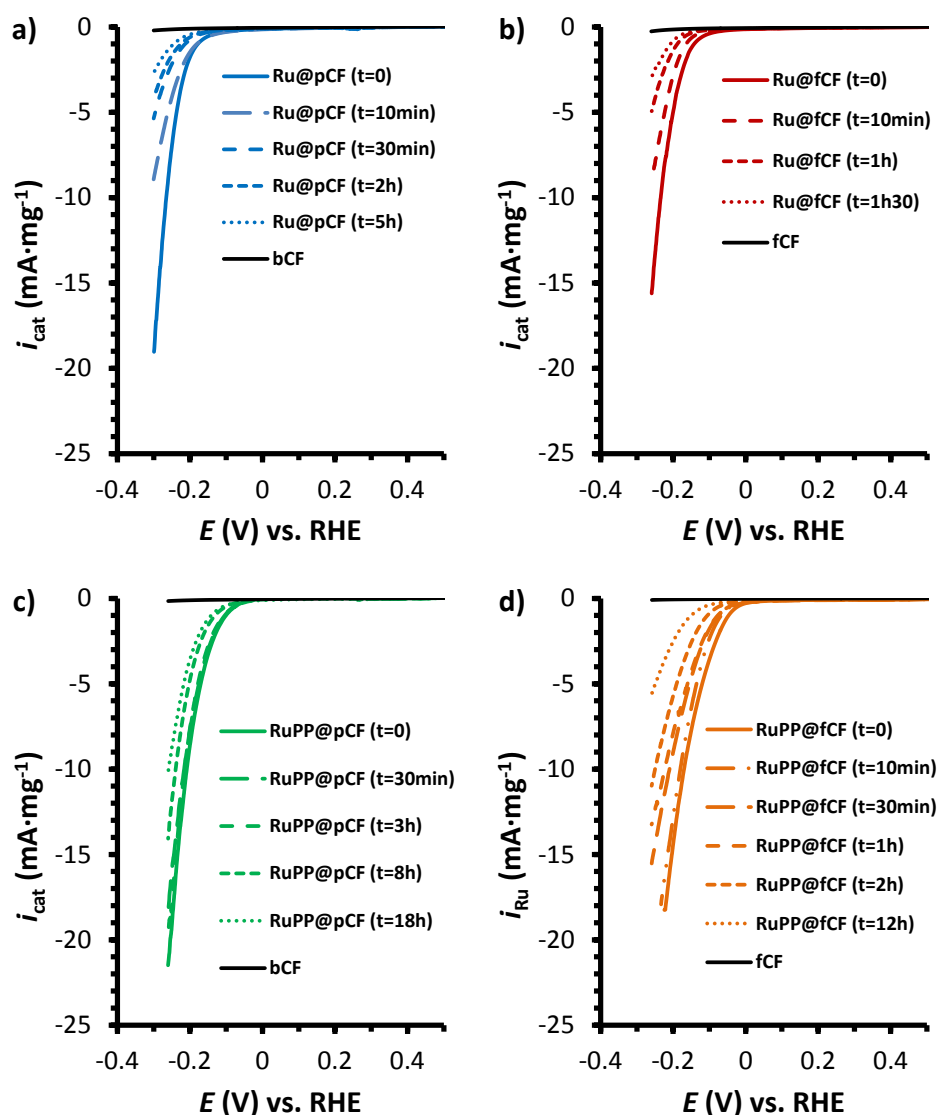 a)
0
-5
-10
-15
-20
-25
-0.4
-0.2
0
0.2
0.4
i_cat (mA·mg⁻¹)
E (V) vs. RHE
Ru@pCF (t=0)
Ru@pCF (t=10min)
Ru@pCF (t=30min)
Ru@pCF (t=2h)
Ru@pCF (t=5h)
bCF
b)
0
-5
-10
-15
-20
-25
-0.4
-0.2
0
0.2
0.4
i_cat (mA·mg⁻¹)
E (V) vs. RHE
Ru@fCF (t=0)
Ru@fCF (t=10min)
Ru@fCF (t=1h)
Ru@fCF (t=1h30)
fCF
c)
0
-5
-10
-15
-20
-25
-0.4
-0.2
0
0.2
0.4
i_cat (mA·mg⁻¹)
E (V) vs. RHE
RuPP@pCF (t=0)
RuPP@pCF (t=30min)
RuPP@pCF (t=3h)
RuPP@pCF (t=8h)
RuPP@pCF (t=18h)
bCF
d)
0
-5
-10
-15
-20
-25
-0.4
-0.2
0
0.2
0.4
i_Ru (mA·mg⁻¹)
E (V) vs. RHE
RuPP@fCF (t=0)
RuPP@fCF (t=10min)
RuPP@fCF (t=30min)
RuPP@fCF (t=1h)
RuPP@fCF (t=2h)
RuPP@fCF (t=12h)
fCF